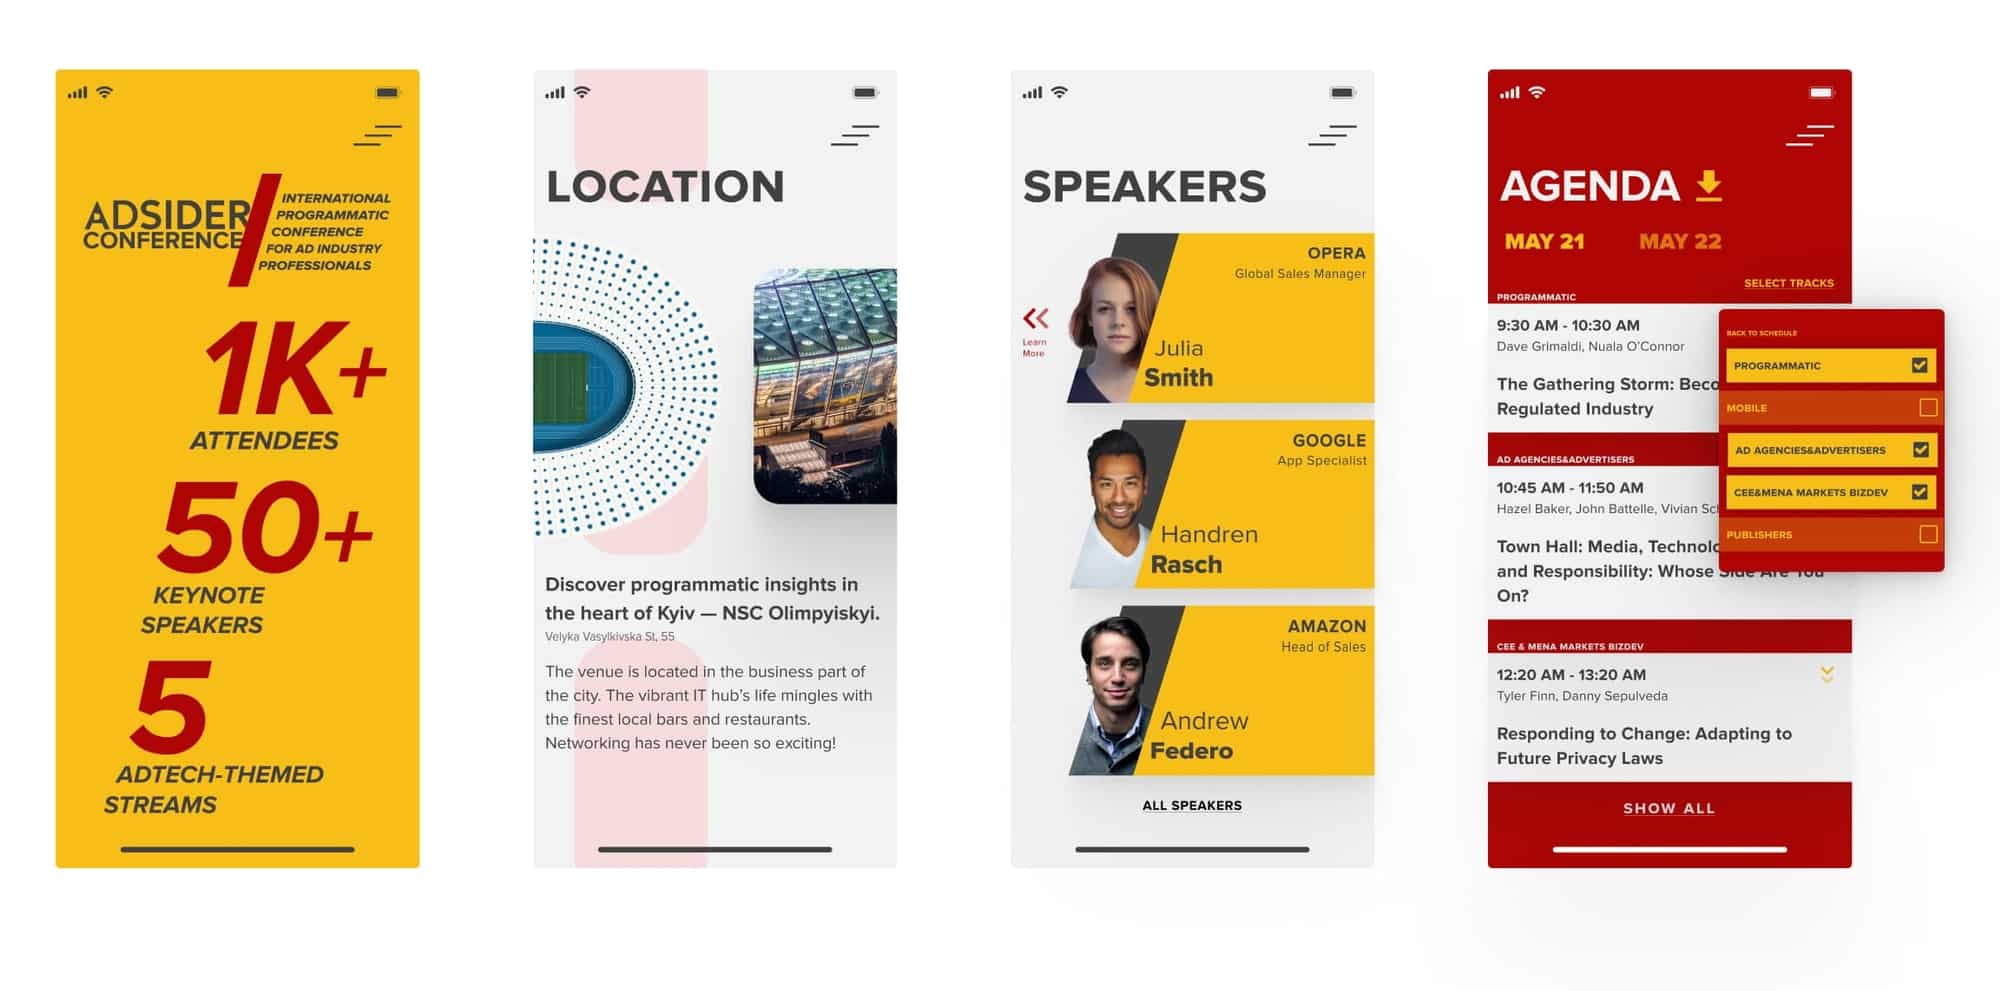 ADSIDER
CONFERENCE
INTERNATIONAL
PROGRAMMATIC
CONFERENCE
FOR AD INDUSTRY
PROFESSIONALS
1K+
ATTENDEES
50+
KEYNOTE
SPEAKERS
5
ADTECH-THEMED
STREAMS
LOCATION
Discover programmatic insights in
the heart of Kyiv — NSC Olimpyiskyi.
Velyka Vasylkivska St, 55
The venue is located in the business part of
the city. The vibrant IT hub's life mingles with
the finest local bars and restaurants.
Networking has never been so exciting!
SPEAKERS
Learn
More
OPERA
Global Sales Manager
Julia
Smith
GOOGLE
App Specialist
Handren
Rasch
AMAZON
Head of Sales
Andrew
Federo
ALL SPEAKERS
AGENDA
MAY 21 MAY 22
SELECT TRACKS
PROGRAMMATIC
9:30 AM - 10:30 AM
Dave Grimaldi, Nuala O'Connor
The Gathering Storm:
Regulated Industry
AD AGENCIES&ADVERTISERS
10:45 AM - 11:50 AM
Hazel Baker, John Battelle, Vivian
Town Hall: Media,
and Responsibility: Whose Side Are You
On?
CEE & MENA MARKETS BIZDEV
12:20 AM - 13:20 AM
Tyler Finn, Danny Sepulveda
Responding to Change: Adapting to
Future Privacy Laws
SHOW ALL
BACK TO SCHEDULE
PROGRAMMATIC
MOBILE
AD AGENCIES&ADVERTISERS
CEE&MENA MARKETS BIZDEV
PUBLISHERS